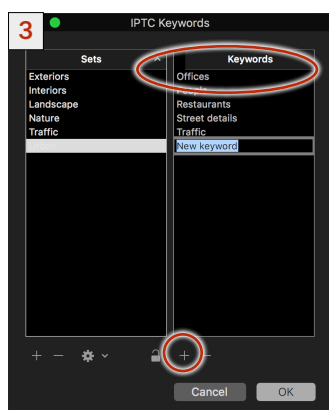 3
IPTC Keywords
Sets
Keywords
Exteriors
Interiors
Landscape
Nature
Traffic
Offices
People
Restaurants
Street details
Traffic
New keyword
Cancel
OK